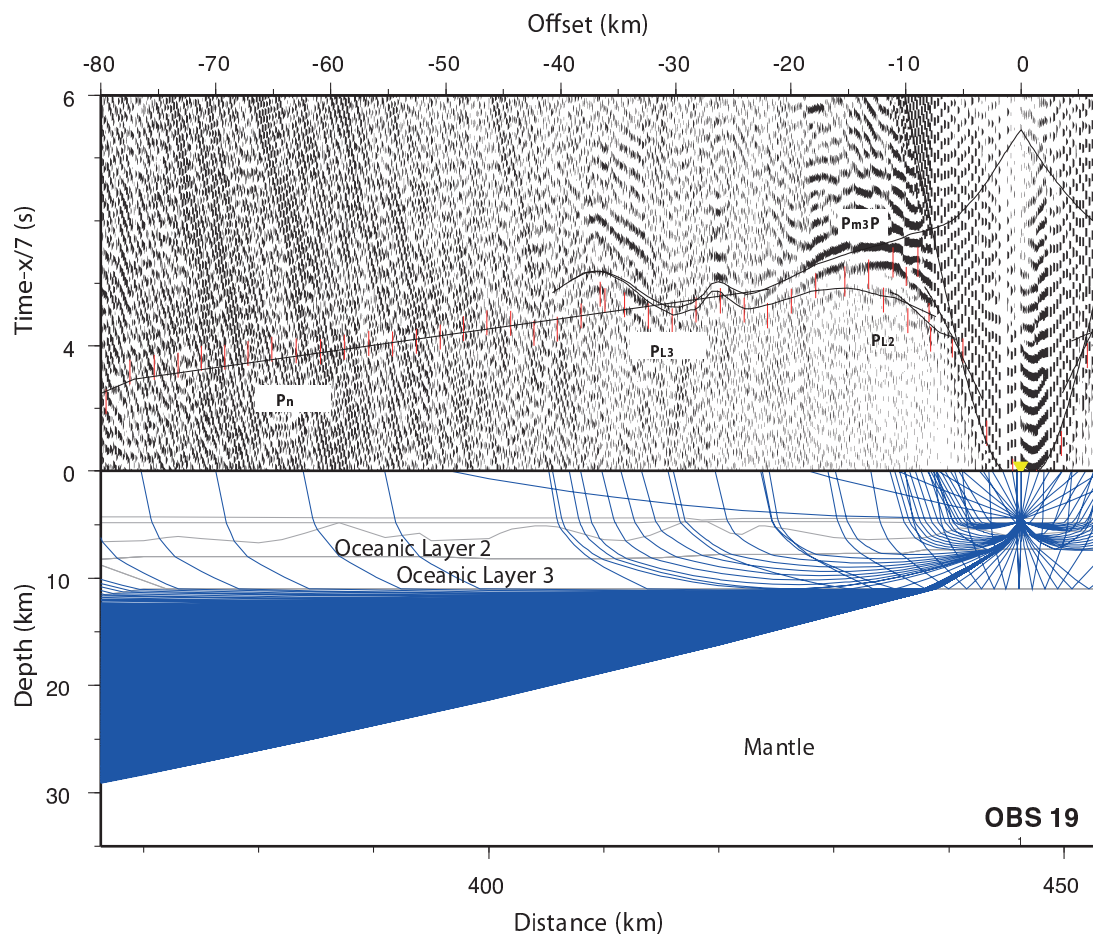 Offset (km)
-80 -70 -60 -50 -40 -30 -20 -10 0
6
Time-x/7 (s)
Pm3P
4
PL3
PL2
Pn
0
Oceanic Layer 2
Oceanic Layer 3
10
Depth (km)
20
Mantle
30
OBS 19
1
400 450
Distance (km)